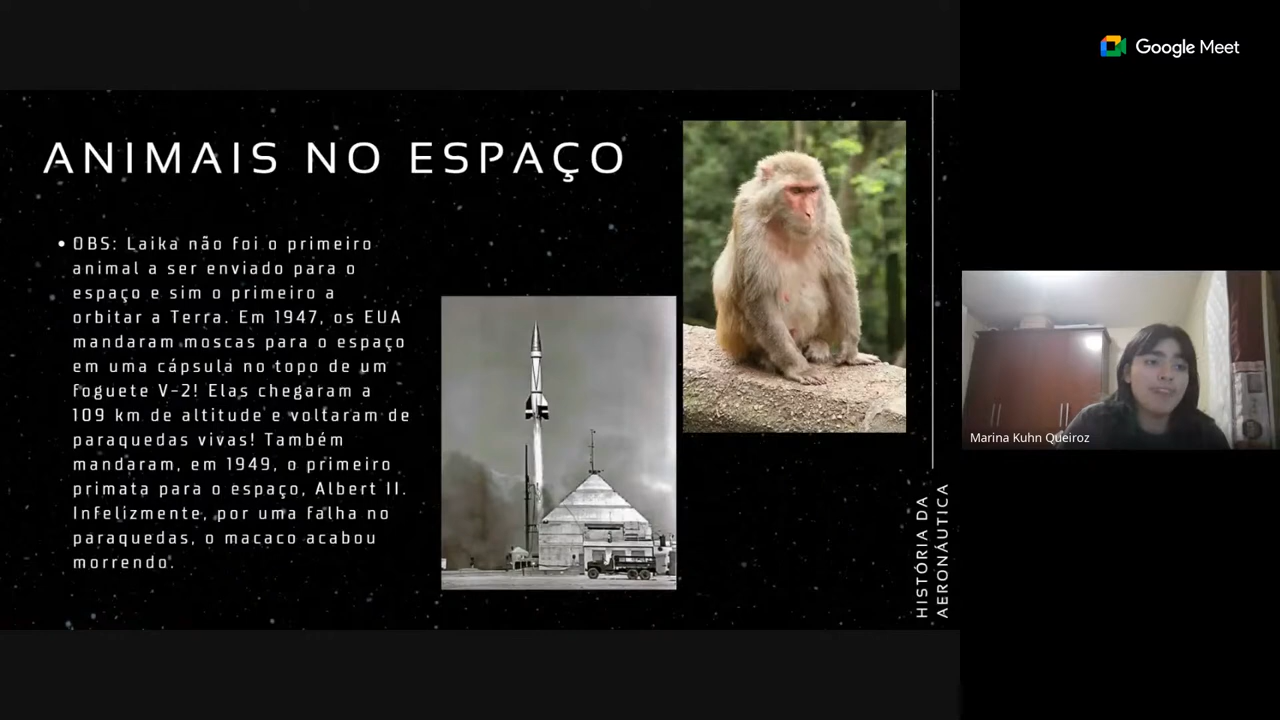 Google Meet
ANIMAIS NO ESPAÇO
• OBS: Laika não foi o primeiro
animal a ser enviado para o
espaço e sim o primeiro a
orbitar a Terra. Em 1947, os EUA
mandaram moscas para o espaço
em uma cápsula no topo de um
foguete V-2! Elas chegaram a
109 km de altitude e voltaram de
paraquedas vivas! Também
mandaram, em 1949, o primeiro
primata para o espaço, Albert II.
Infelizmente, por uma falha no
paraquedas, o macaco acabou
morrendo.
HISTÓRIA DA
AERONÁUTICA
Marina Kuhn Queiroz